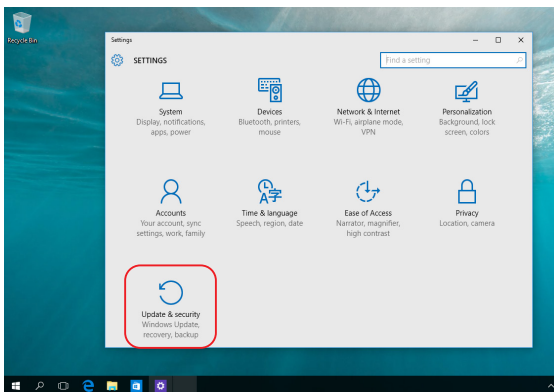 Recycle Bin
Settings
SETTINGS
Find a setting
System
Display, notifications,
apps, power
Devices
Bluetooth, printers,
mouse
Network & Internet
Wi-Fi, airplane mode,
VPN
Personalization
Background, lock
screen, colors
Accounts
Your account, sync
settings, work, family
Time & language
Speech, region, date
Ease of Access
Narrator, magnifier,
high contrast
Privacy
Location, camera
Update & security
Windows Update,
recovery, backup